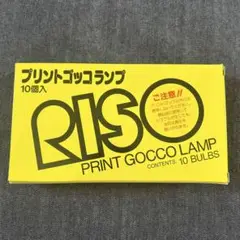 プリントゴッコランプ
10個入
ご注意!!
RISO
PRINT GOCCO LAMP
CONTENTS: 10 BULBS